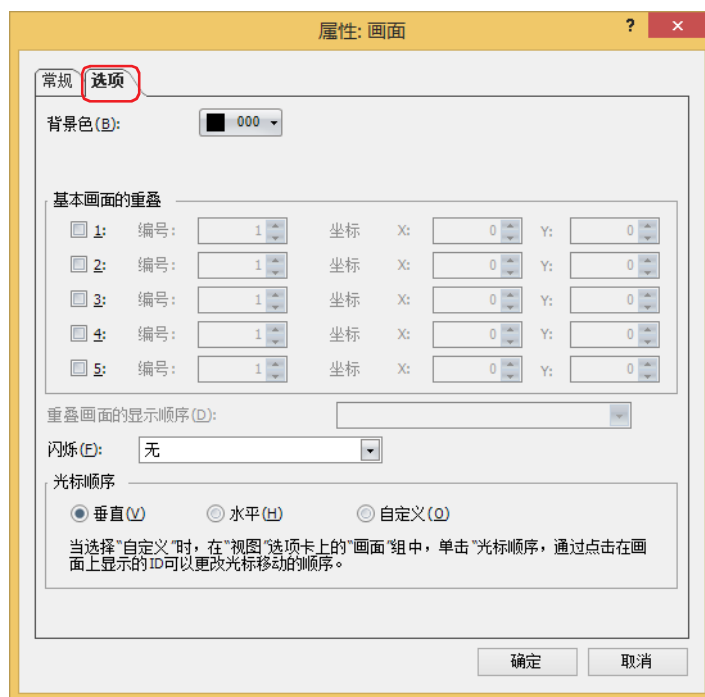 属性: 画面 ? ×
常规 选项
背景色(B): 000
基本画面的重叠
1: 编号: 1 坐标 X: 0 Y: 0
2: 编号: 1 坐标 X: 0 Y: 0
3: 编号: 1 坐标 X: 0 Y: 0
4: 编号: 1 坐标 X: 0 Y: 0
5: 编号: 1 坐标 X: 0 Y: 0
重叠画面的显示顺序(D):
闪烁(F): 无
光标顺序
垂直(V) 水平(H) 自定义(O)
当选择“自定义”时，在“视图”选项卡上的“画面”组中，单击“光标顺序，通过点击在画
面上显示的ID可以更改光标移动的顺序。
确定 取消